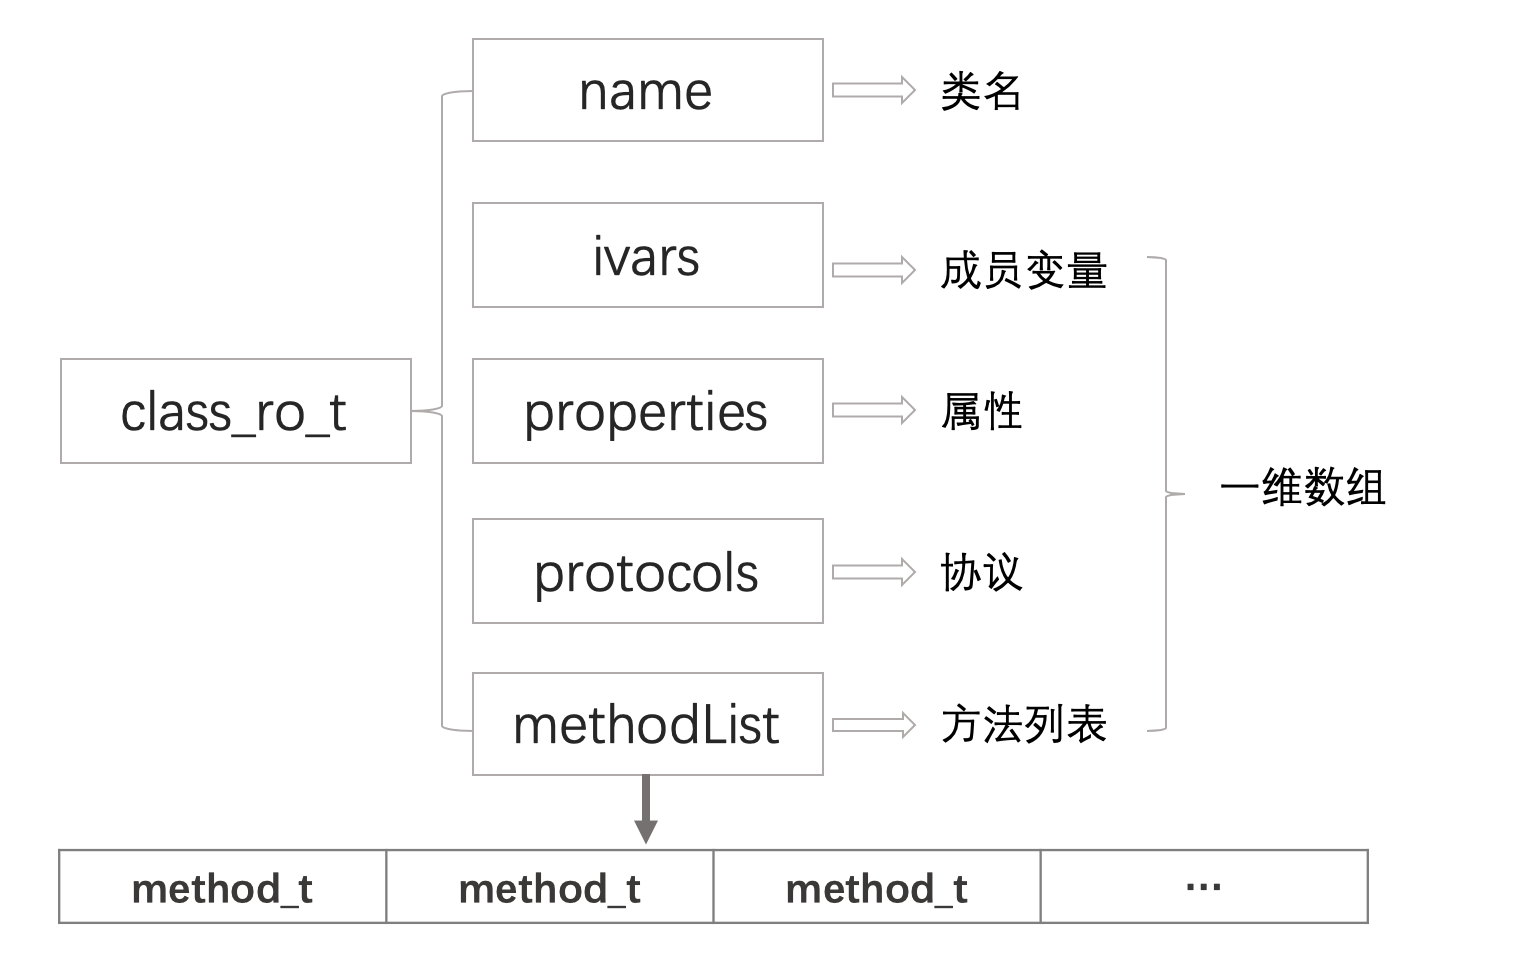 name
类名
ivars
成员变量
class_ro_t
properties
属性
一维数组
protocols
协议
methodList
方法列表
method_t
method_t
method_t
...